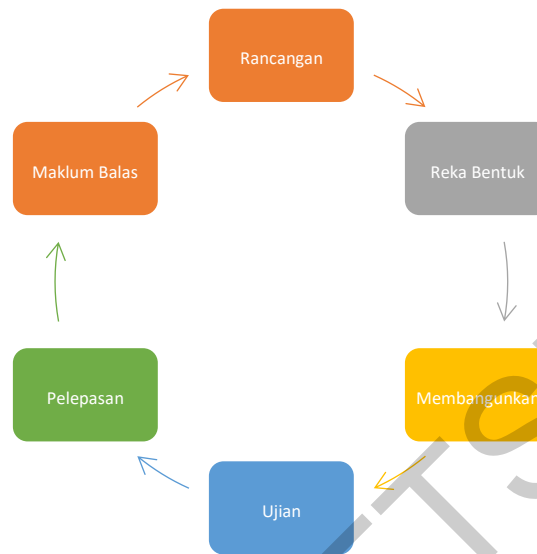 Rancangan
Maklum Balas
Reka Bentuk
Pelepasan
Membangunkan
Ujian